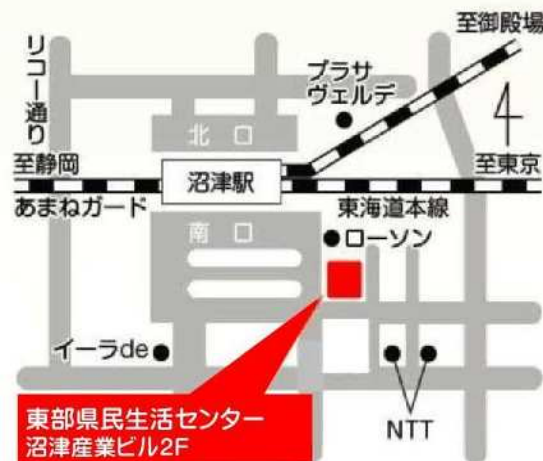 至御殿場
リコー通り
プラサ
ヴェルデ
北口
至静岡
沼津駅
至東京
あまねガード
東海道本線
南口
ローソン
イーラde
東部県民生活センター
沼津産業ビル2F
NTT